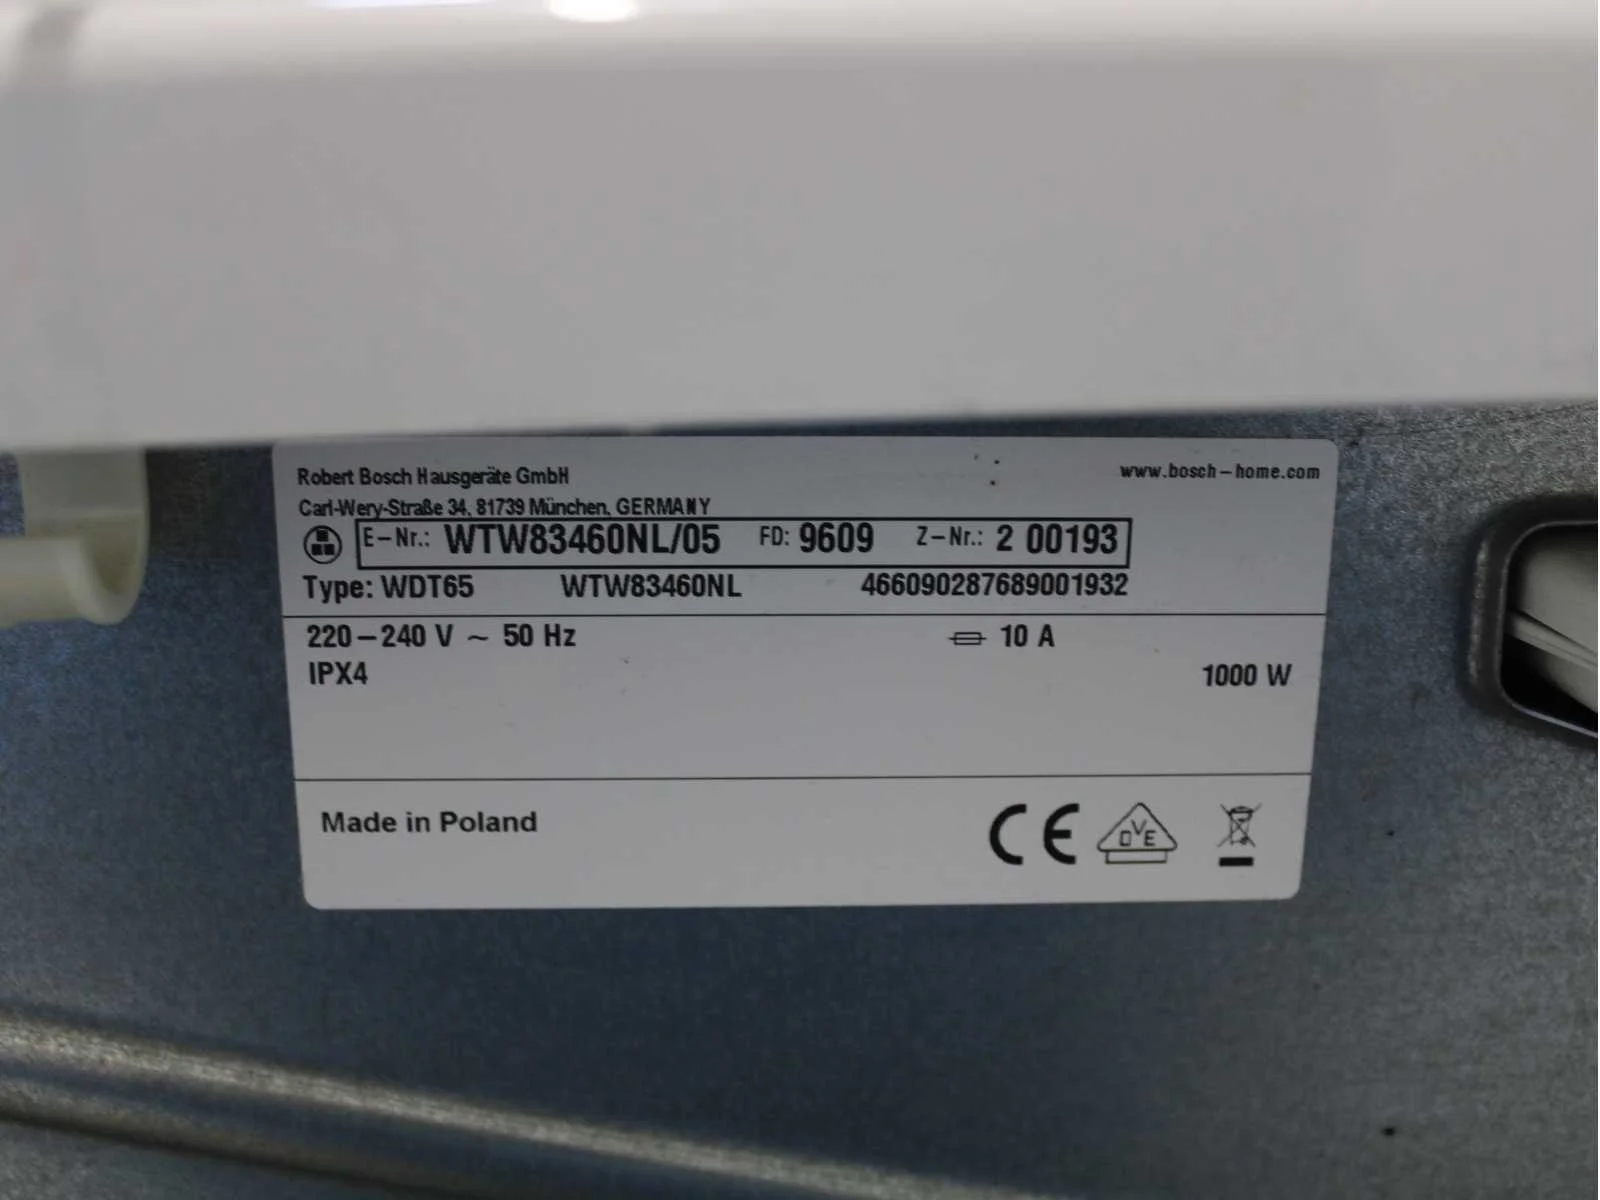 Robert Bosch Hausgeräte GmbH
www.bosch-home.com
Carl-Wery-Straße 34, 81739 München, GERMANY
E-Nr.: WTW83460NL/05 FD: 9609 Z-Nr.: 2 00193
Type: WDT65 WTW83460NL 466090287689001932
220-240 V ~ 50 Hz 10 A
IPX4 1000 W
Made in Poland CE
OVE